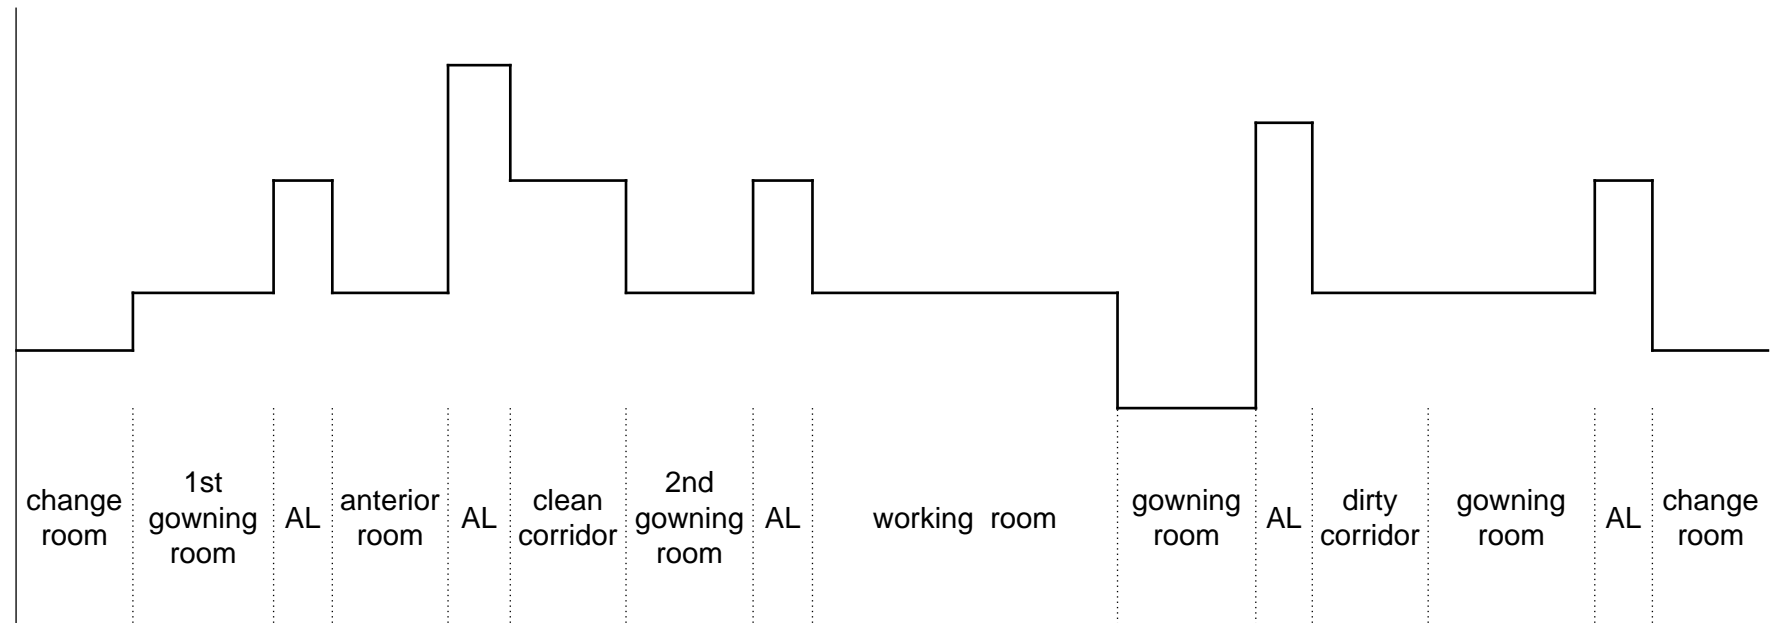 change
room
1st
gowning
room
AL
anterior
room
AL
clean
corridor
2nd
gowning
room
AL
working room
gowning
room
AL
dirty
corridor
gowning
room
AL
change
room